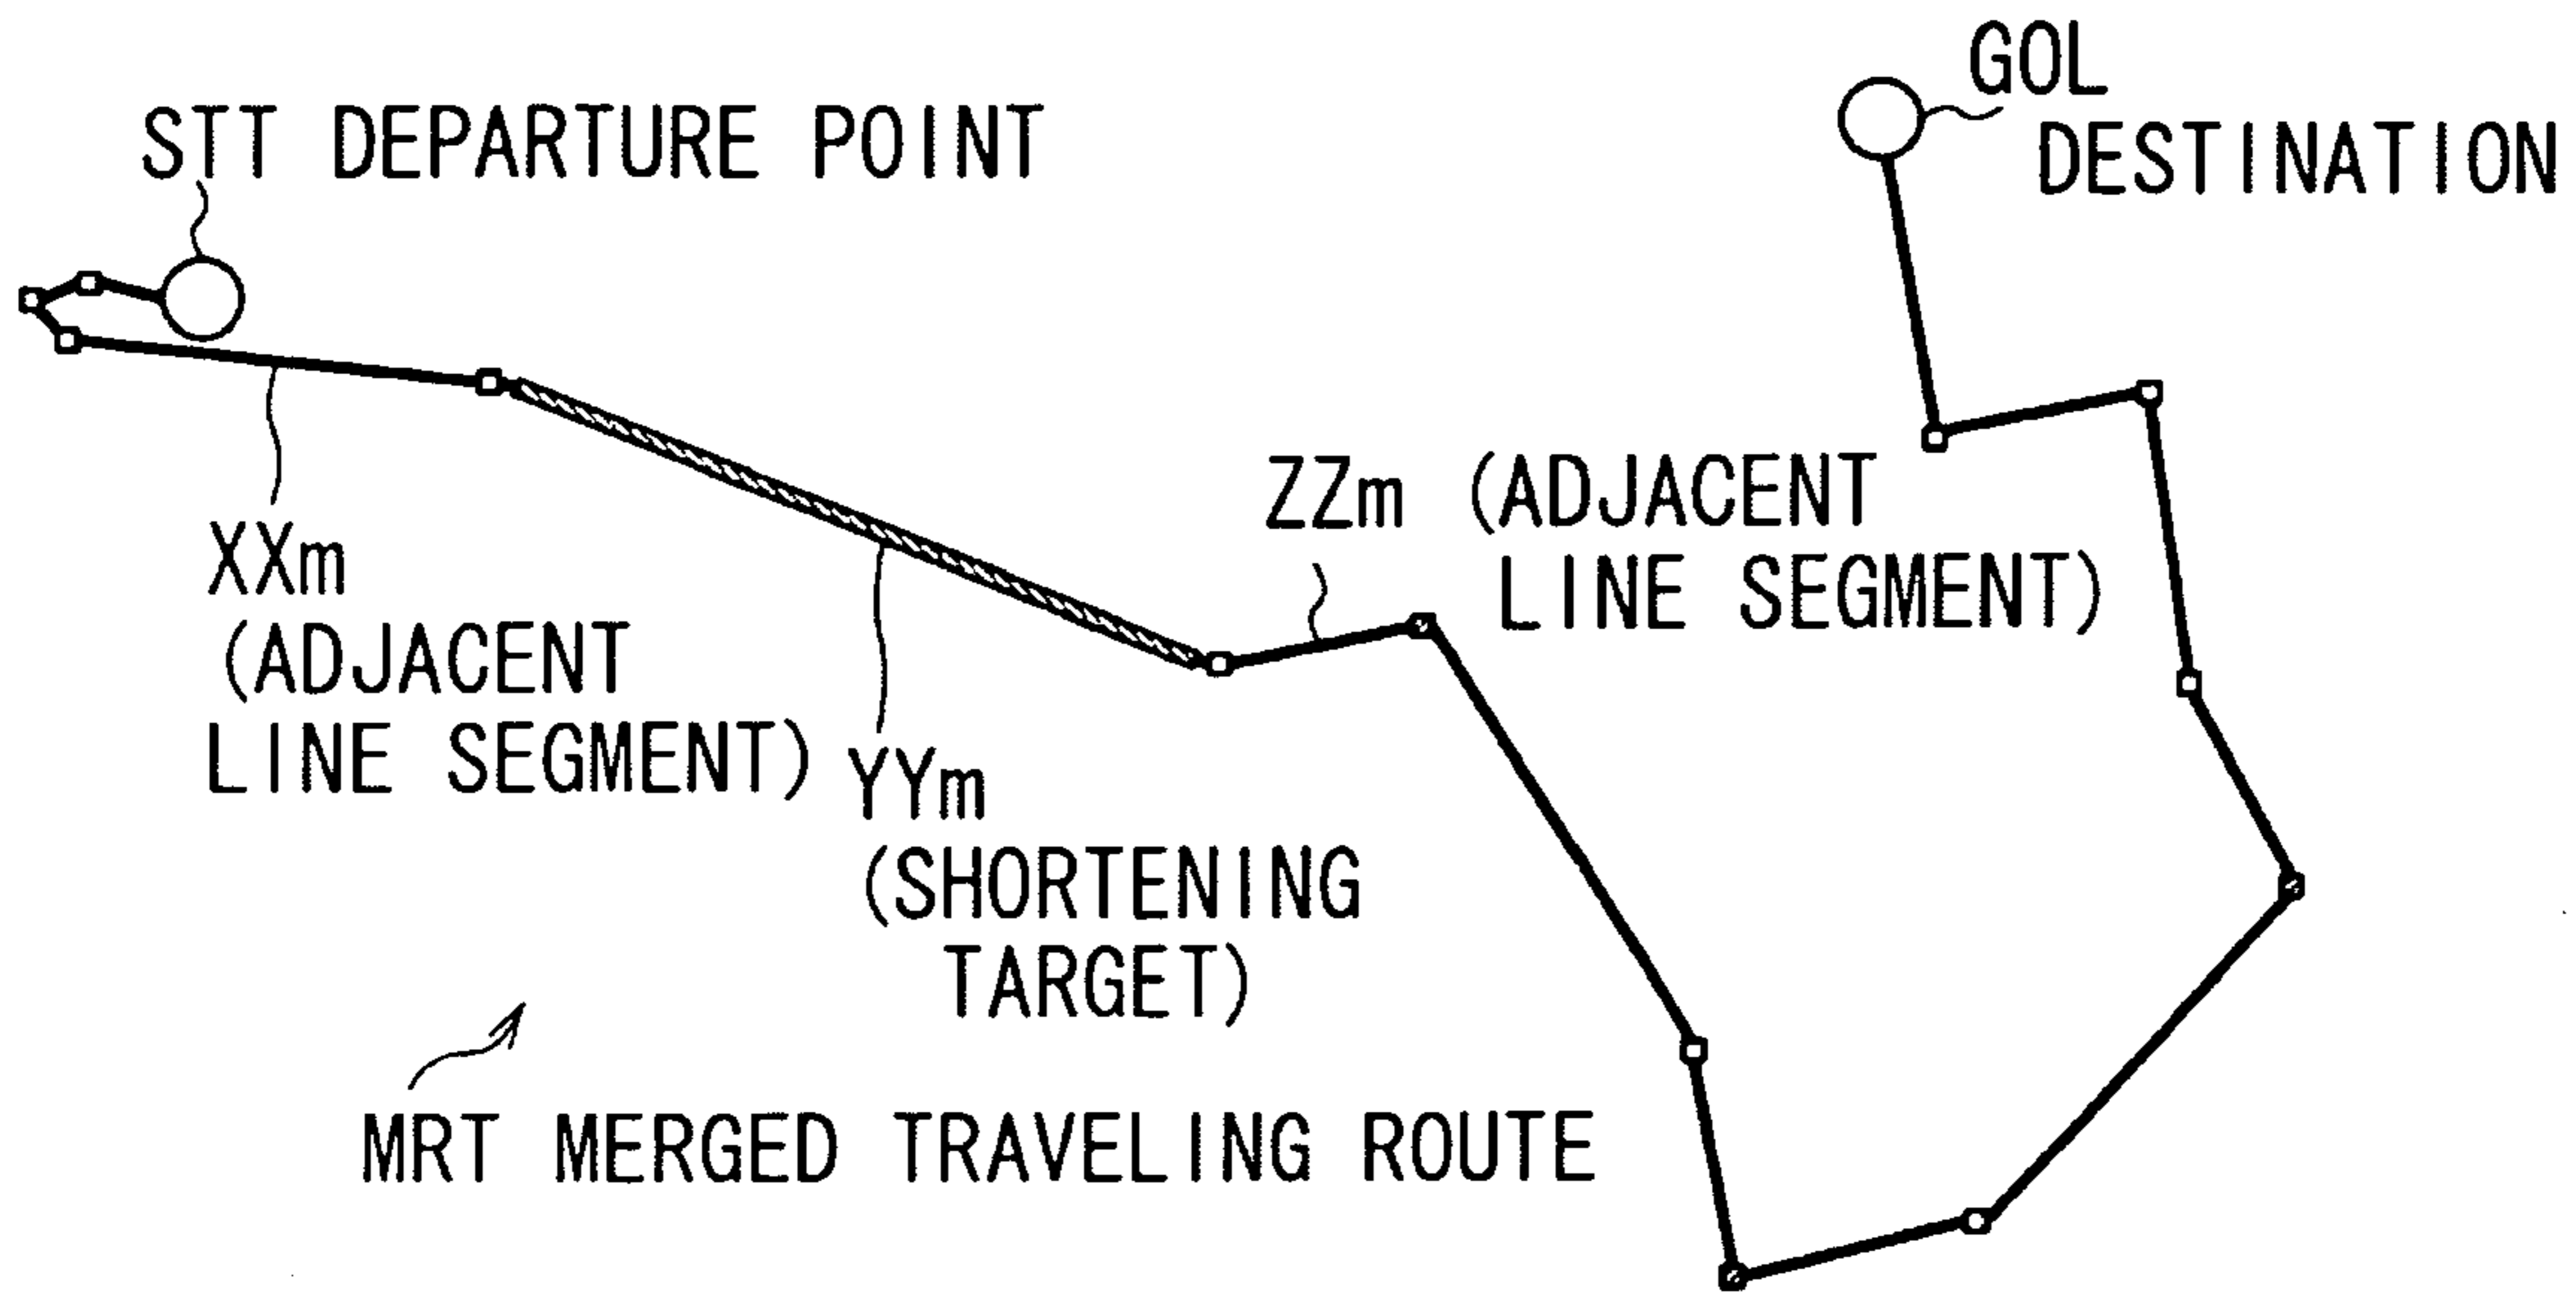 STT DEPARTURE POINT
GOL
DESTINATION
XXm
(ADJACENT
LINE SEGMENT)
YYm
(SHORTENING
TARGET)
ZZm (ADJACENT
LINE SEGMENT)
MRT MERGED TRAVELING ROUTE